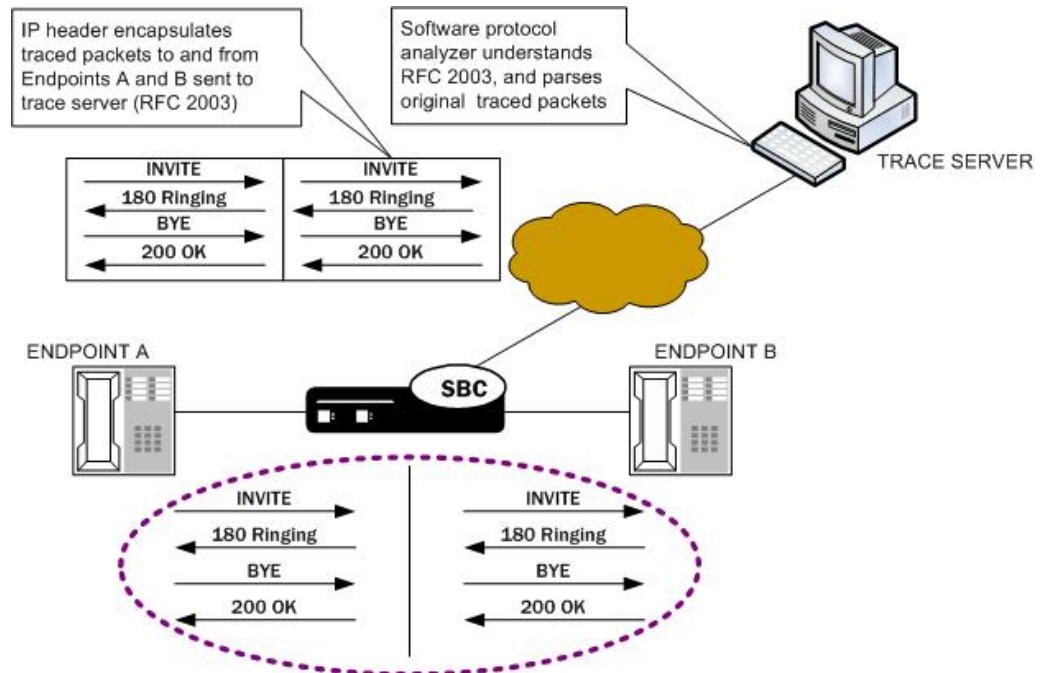 IP header encapsulates
traced packets to and from
Endpoints A and B sent to
trace server (RFC 2003)
Software protocol
analyzer understands
RFC 2003, and parses
original traced packets
TRACE SERVER
INVITE
180 Ringing
BYE
200 OK
INVITE
180 Ringing
BYE
200 OK
ENDPOINT A
SBC
ENDPOINT B
INVITE
180 Ringing
BYE
200 OK
INVITE
180 Ringing
BYE
200 OK